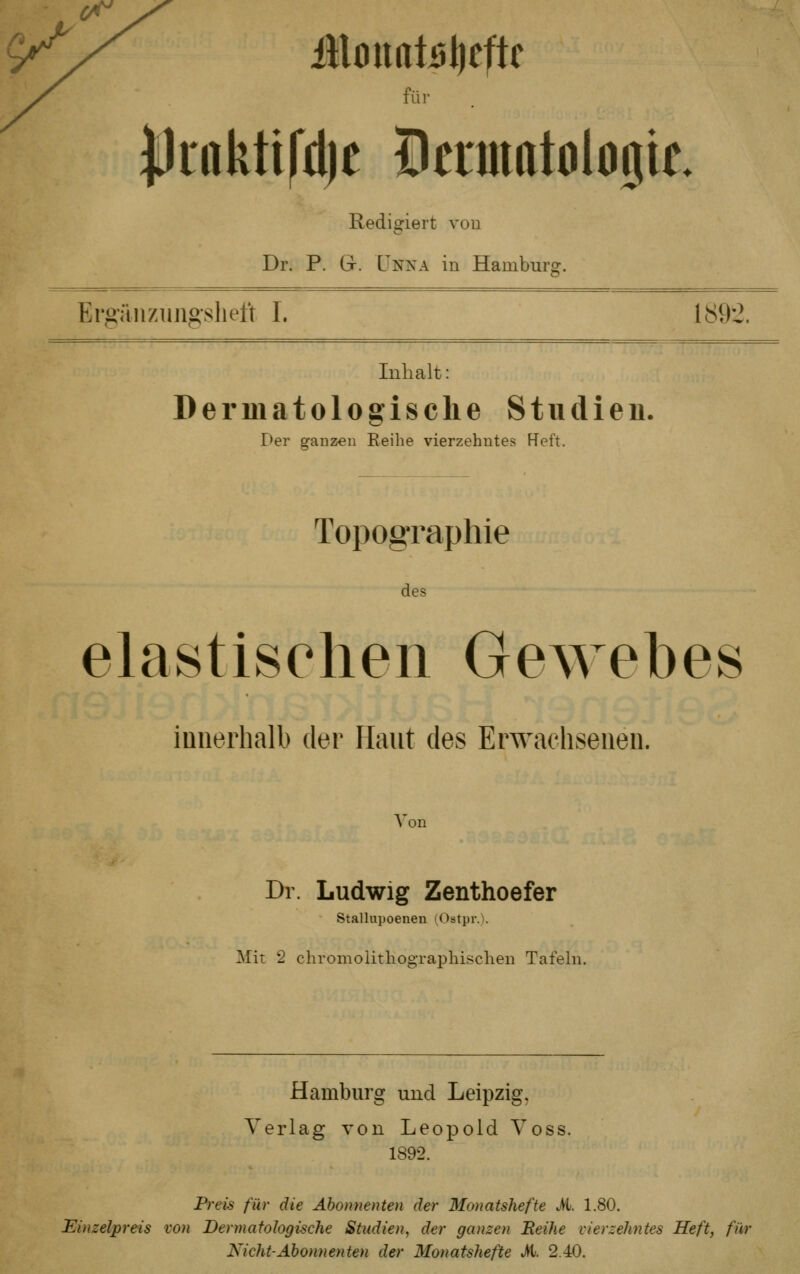 Monatshefte
für
Praktische Dermatologie.
Redigiert von
Dr. P. G. Unna in Hamburg.
Ergänzungsheft I. 1892.
Inhalt:
Dermatologische Studien.
Der ganzen Reihe vierzehntes Heft.
Topographie
des
elastischen Gewebes
innerhalb der Haut des Erwachsenen.
Von
Dr. Ludwig Zenthoefer
Stallupoenen (Ostpr.).
Mit 2 chromolithographischen Tafeln.
Hamburg und Leipzig,
Verlag von Leopold Voss.
1892.
Preis für die Abonnenten der Monatshefte M. 1.80.
Einzelpreis von Dermatologische Studien, der ganzen Reihe vierzehntes Heft, für
Nicht-Abonnenten der Monatshefte M. 2.40.